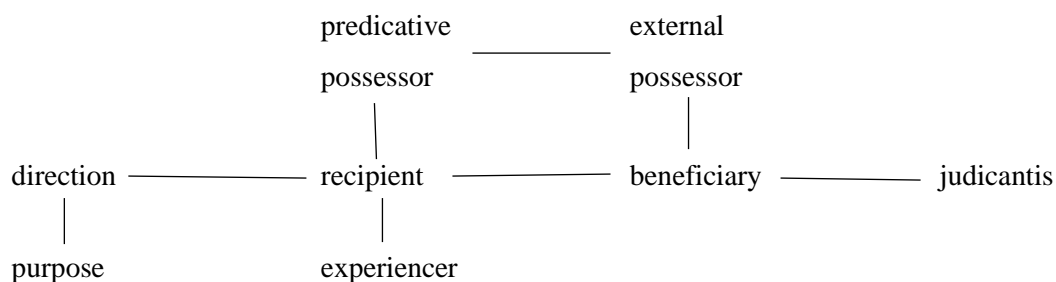 predicative external
possessor possessor
direction recipient beneficiary judicantis
purpose experiencer